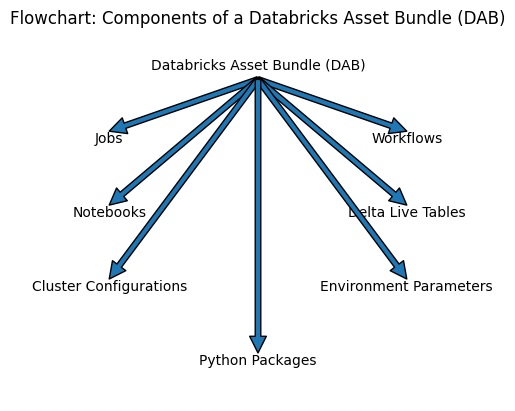 Flowchart: Components of a Databricks Asset Bundle (DAB)
Databricks Asset Bundle (DAB)
Jobs
Workflows
Notebooks
Delta Live Tables
Cluster Configurations
Environment Parameters
Python Packages